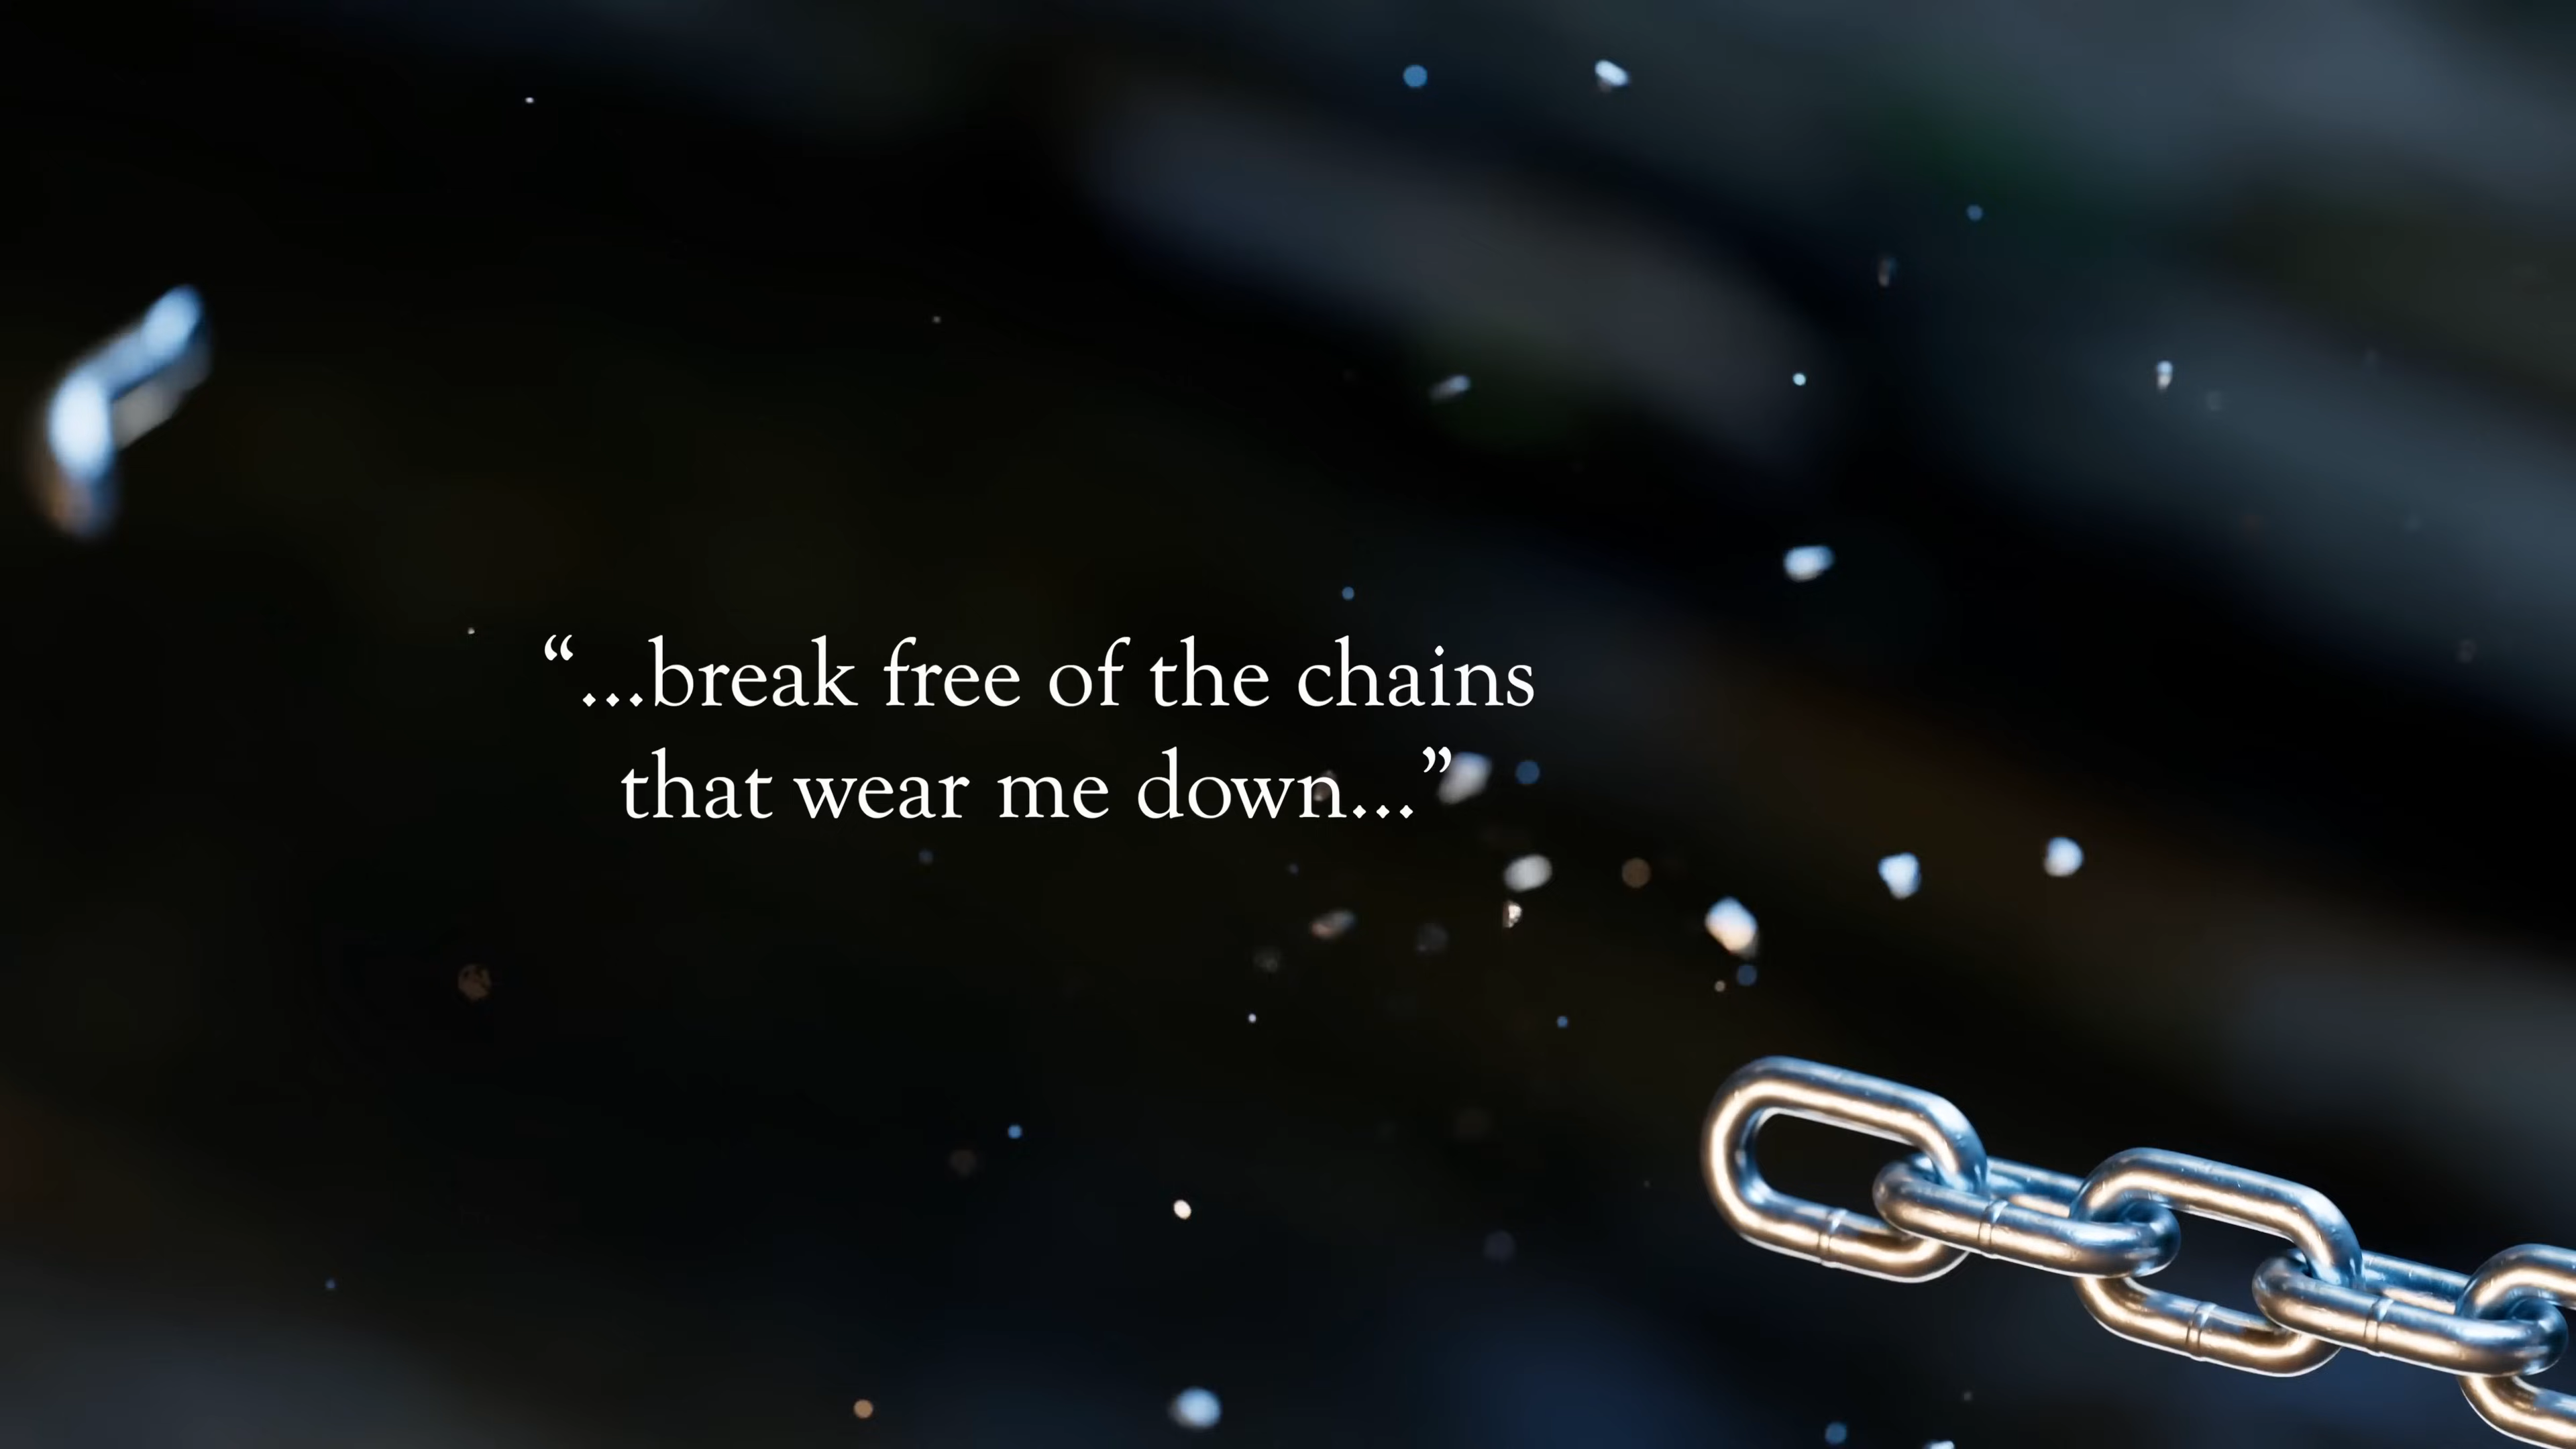 “...break free of the chains
that wear me down...”